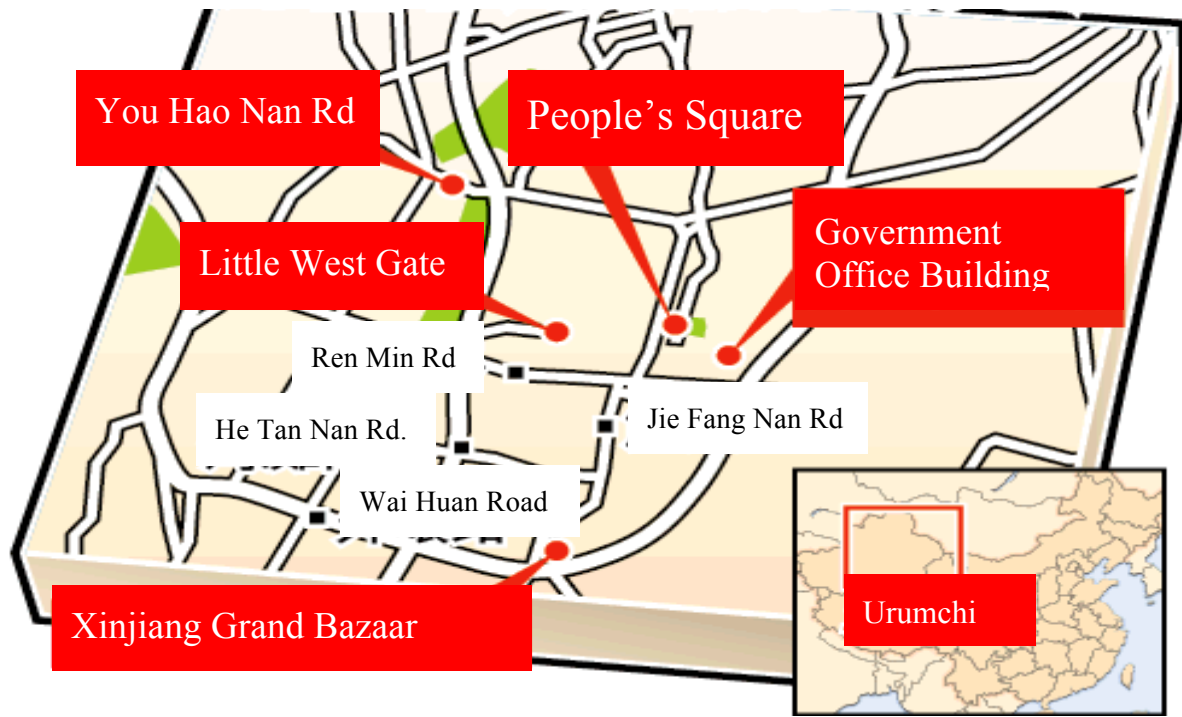 You Hao Nan Rd
People’s Square
Government
Office Building
Little West Gate
Ren Min Rd
He Tan Nan Rd.
Jie Fang Nan Rd
Wai Huan Road
Xinjiang Grand Bazaar
Urumchi